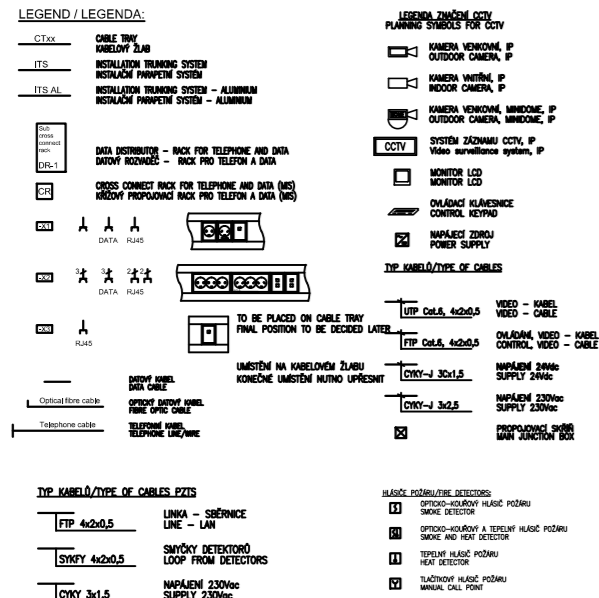 LEGEND / LEGENDA:
CTxx
CABLE TRAY
KABELOVÝ ŽLAB
ITS
INSTALLATION TRUNKING SYSTEM
INSTALAČNÍ PARAPETNÍ SYSTÉM
ITS AL
INSTALLATION TRUNKING SYSTEM – ALUMINIUM
INSTALAČNÍ PARAPETNÍ SYSTÉM – ALUMINIUM
Sub
cross
connect
rack
DR-1
DATA DISTRIBUTOR – RACK FOR TELEPHONE AND DATA
DATOVÝ ROZVADĚČ – RACK PRO TELEFON A DATA
CR
CROSS CONNECT RACK FOR TELEPHONE AND DATA (MIS)
KŘÍŽOVÝ PROPOJOVACÍ RACK PRO TELEFON A DATA (MIS)
EX1
DATA RJ45
EX2
3 3 2 2
DATA RJ45
EX3
RJ45
TO BE PLACED ON CABLE TRAY
FINAL POSITION TO BE DECIDED LATER
UMÍSTĚNÍ NA KABELOVÉM ŽLABU
KONEČNÉ UMÍSTĚNÍ NUTNO UPŘESNIT
DATOVÝ KABEL
DATA CABLE
Optical fibre cable
OPTICKÝ DATOVÝ KABEL
FIBRE OPTIC CABLE
Telephone cable
TELEFONNÍ KABEL
TELEPHONE LINE/WIRE
LEGENDA ZNAČENÍ CCTV
PLANNING SYMBOLS FOR CCTV
KAMERA VENKOVNÍ, IP
OUTDOOR CAMERA, IP
KAMERA VNITŘNÍ, IP
INDOOR CAMERA, IP
KAMERA VENKOVNÍ, MINIDOME, IP
OUTDOOR CAMERA, MINIDOME, IP
CCTV
SYSTÉM ZÁZNAMU CCTV, IP
Video surveillance system, IP
MONITOR LCD
MONITOR LCD
OVLÁDACÍ KLÁVESNICE
CONTROL KEYPAD
NAPÁJECÍ ZDROJ
POWER SUPPLY
TYP KABELŮ/TYPE OF CABLES
UTP Cat.6, 4x2x0,5
VIDEO – KABEL
VIDEO – CABLE
FTP Cat.6, 4x2x0,5
OVLÁDÁNÍ, VIDEO – KABEL
CONTROL, VIDEO – CABLE
CYKY–J 3Cx1,5
NAPÁJENÍ 24Vdc
SUPPLY 24Vdc
CYKY–J 3x2,5
NAPÁJENÍ 230Vac
SUPPLY 230Vac
PROPOJOVACÍ SKŘÍŇ
MAIN JUNCTION BOX
TYP KABELŮ/TYPE OF CABLES PZTS
FTP 4x2x0,5
LINKA – SBĚRNICE
LINE – LAN
SYKFY 4x2x0,5
SMYČKY DETEKTORŮ
LOOP FROM DETECTORS
CYKY 3x1,5
NAPÁJENÍ 230Vac
SUPPLY 230Vac
HLÁSIČE POŽÁRU/FIRE DETECTORS:
OPTICKO–KOUŘOVÝ HLÁSIČ POŽÁRU
SMOKE DETECTOR
OPTICKO–KOUŘOVÝ A TEPELNÝ HLÁSIČ POŽÁRU
SMOKE AND HEAT DETECTOR
TEPELNÝ HLÁSIČ POŽÁRU
HEAT DETECTOR
TLAČÍTKOVÝ HLÁSIČ POŽÁRU
MANUAL CALL POINT